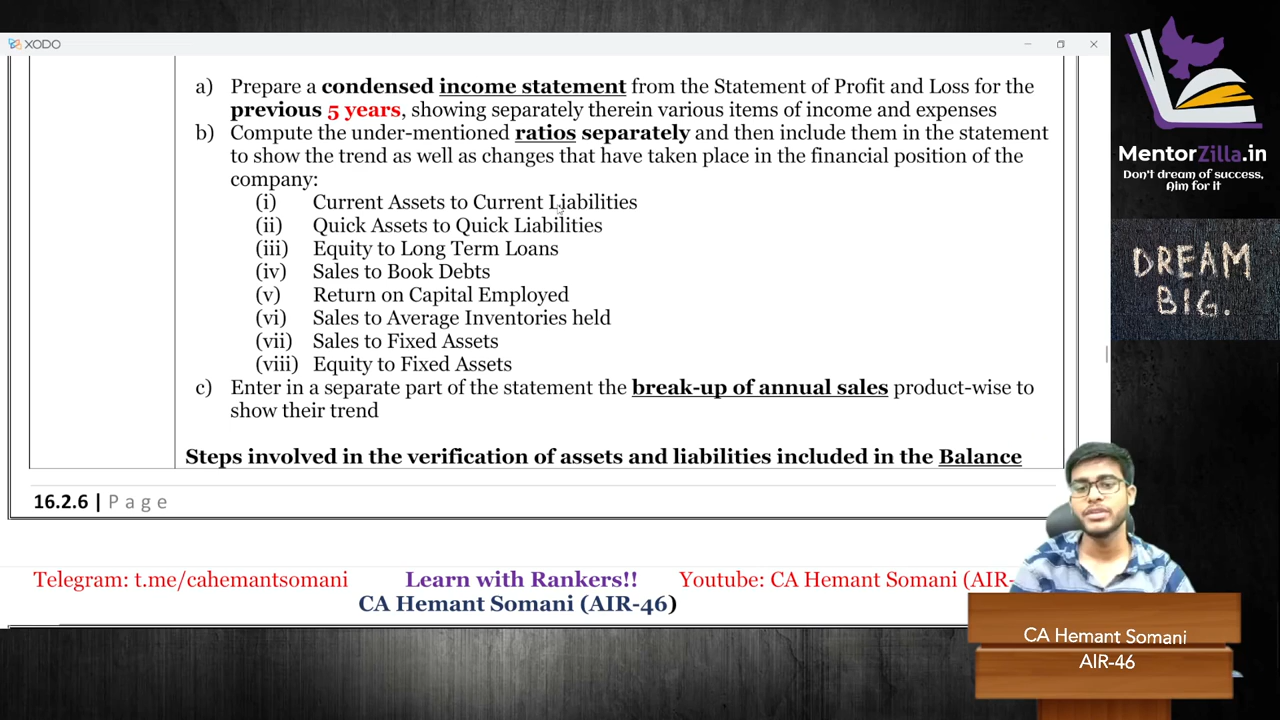 XODO
a) Prepare a condensed income statement from the Statement of Profit and Loss for the
previous 5 years, showing separately therein various items of income and expenses
b) Compute the under-mentioned ratios separately and then include them in the statement
to show the trend as well as changes that have taken place in the financial position of the
company:
(i) Current Assets to Current Liabilities
(ii) Quick Assets to Quick Liabilities
(iii) Equity to Long Term Loans
(iv) Sales to Book Debts
(v) Return on Capital Employed
(vi) Sales to Average Inventories held
(vii) Sales to Fixed Assets
(viii) Equity to Fixed Assets
c) Enter in a separate part of the statement the break-up of annual sales product-wise to
show their trend
Steps involved in the verification of assets and liabilities included in the Balance
16.2.6 | Page
Telegram: t.me/cahemantsomani Learn with Rankers!! Youtube: CA Hemant Somani (AIR-
CA Hemant Somani (AIR-46)
MentorZilla.in
Don't dream of success,
Aim for it
DREAM
BIG.
CA Hemant Somani
AIR-46